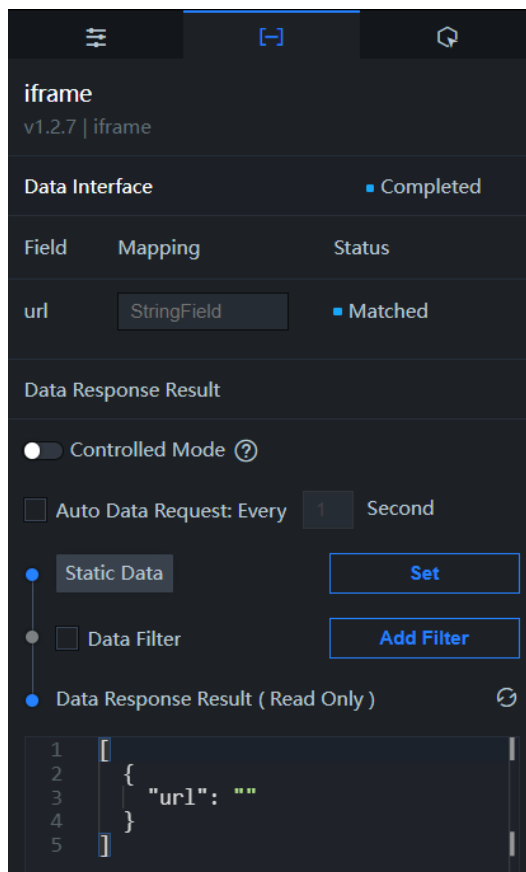 iframe
v1.2.7 | iframe
Data Interface Completed
Field Mapping Status
url StringField Matched
Data Response Result
Controlled Mode ?
Auto Data Request: Every 1 Second
Static Data Set
Data Filter Add Filter
Data Response Result ( Read Only )
1 [
2 {
3 "url": ""
4 }
5 ]